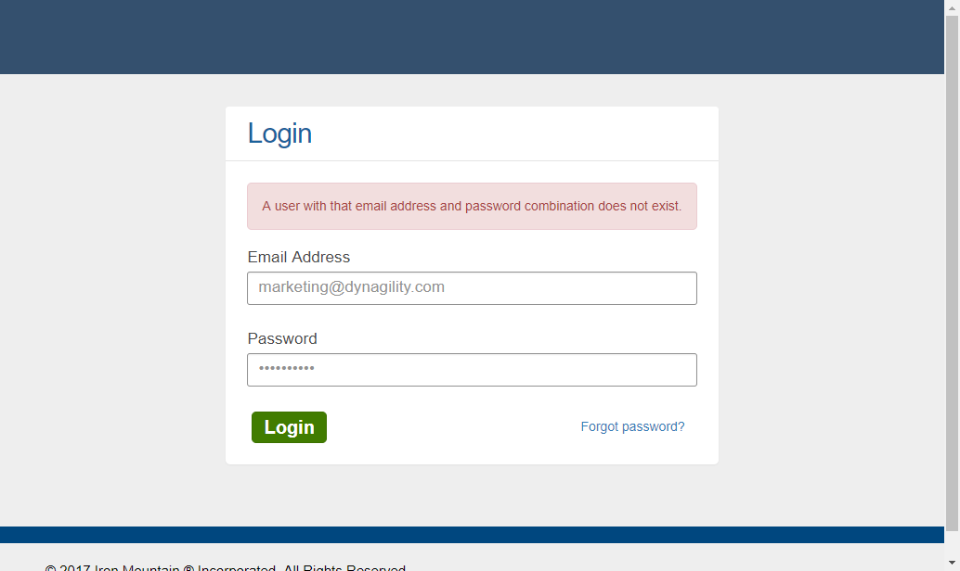 Login
A user with that email address and password combination does not exist.
Email Address
marketing@dynagility.com
Password
••••••••••
Login
Forgot password?
© 2017 Iron Mountain ® Incorporated. All Rights Reserved